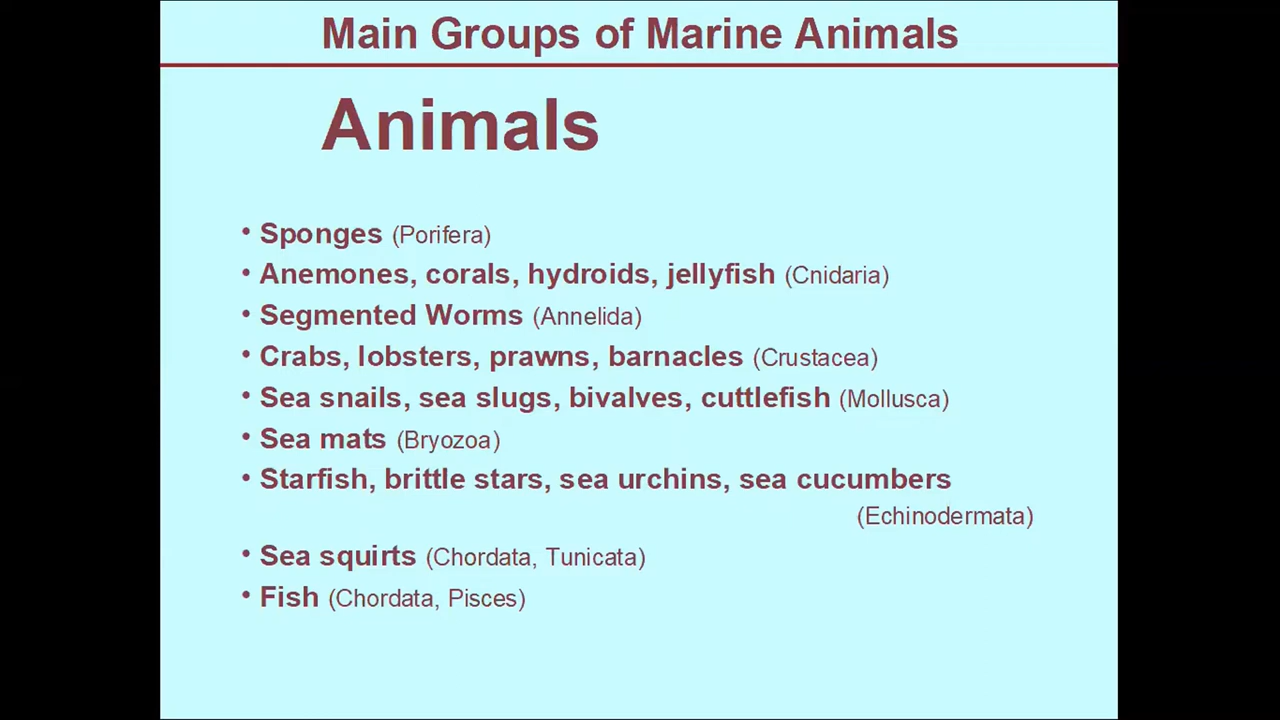 Main Groups of Marine Animals
Animals
• Sponges (Porifera)
• Anemones, corals, hydroids, jellyfish (Cnidaria)
• Segmented Worms (Annelida)
• Crabs, lobsters, prawns, barnacles (Crustacea)
• Sea snails, sea slugs, bivalves, cuttlefish (Mollusca)
• Sea mats (Bryozoa)
• Starfish, brittle stars, sea urchins, sea cucumbers
(Echinodermata)
• Sea squirts (Chordata, Tunicata)
• Fish (Chordata, Pisces)